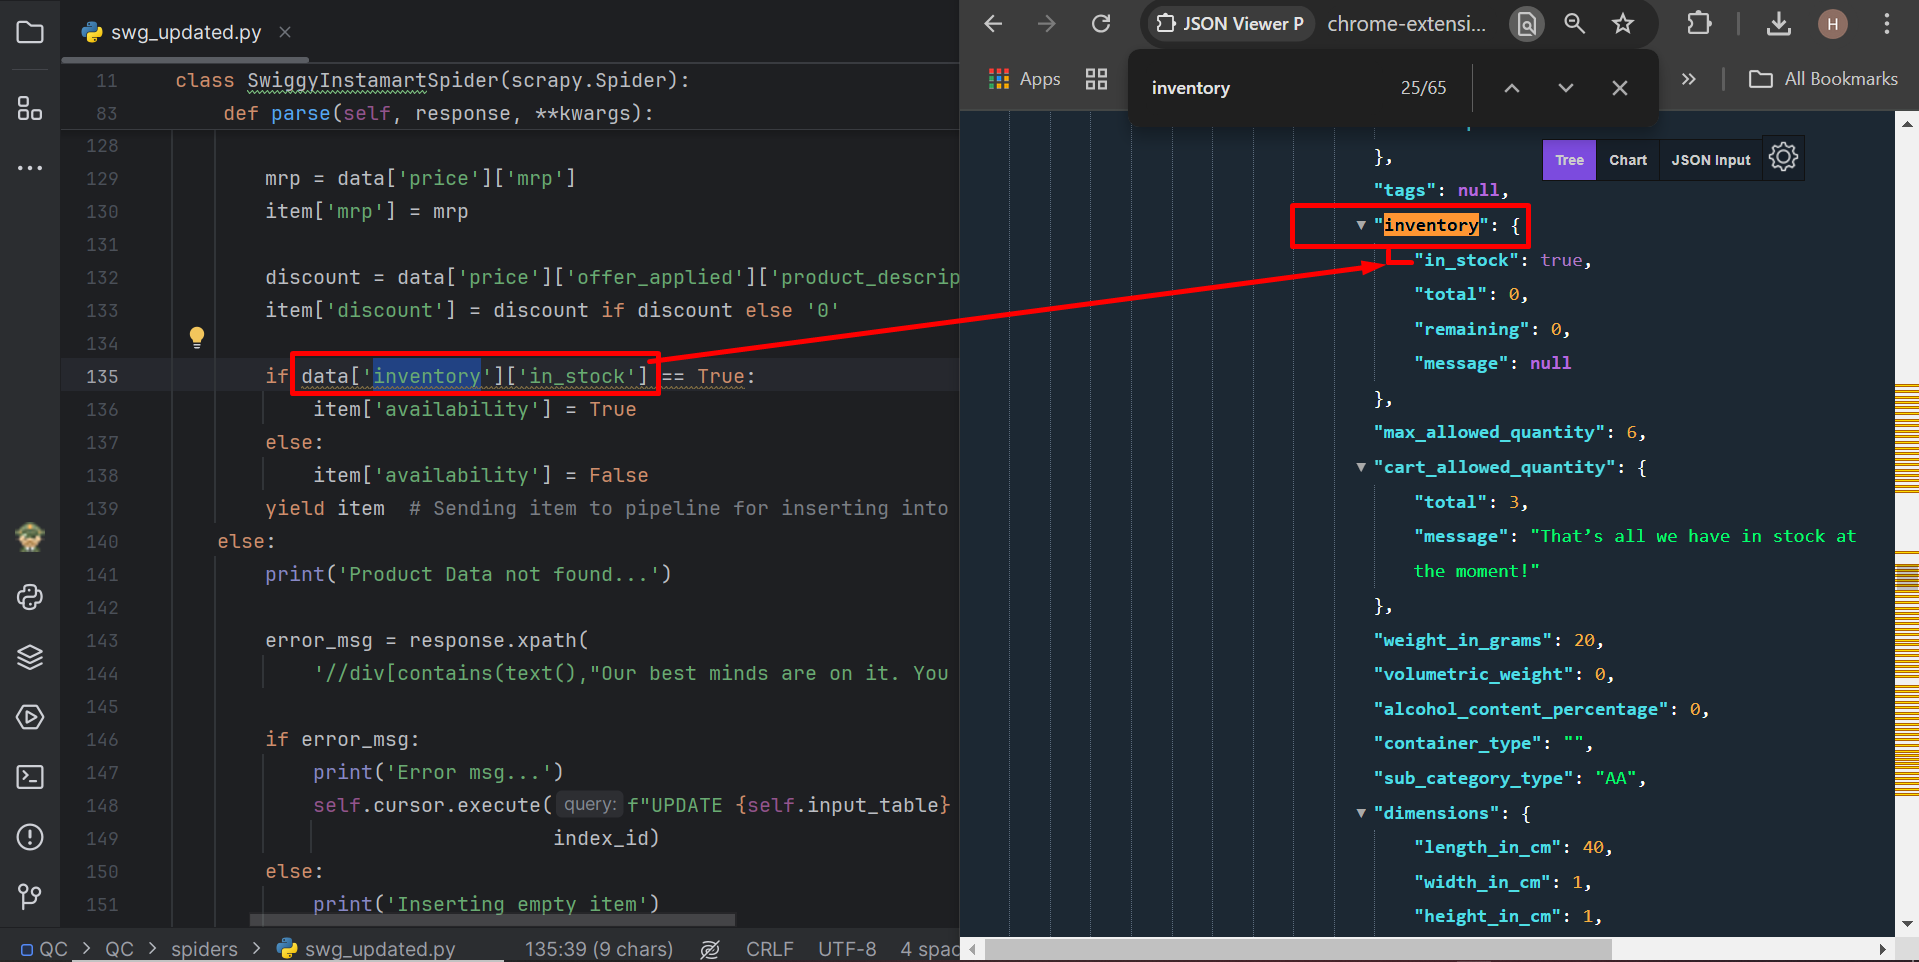 swg_updated.py
11 class SwiggyInstamartSpider(scrapy.Spider):
83 def parse(self, response, **kwargs):
128
129 mrp = data['price']['mrp']
130 item['mrp'] = mrp
131
132 discount = data['price']['offer_applied']['product_descrip
133 item['discount'] = discount if discount else '0'
134
135 if data['inventory']['in_stock'] == True:
136 item['availability'] = True
137 else:
138 item['availability'] = False
139 yield item # Sending item to pipeline for inserting into
140 else:
141 print('Product Data not found...')
142
143 error_msg = response.xpath(
144 '//div[contains(text(),"Our best minds are on it. You
145
146 if error_msg:
147 print('Error msg...')
148 self.cursor.execute( query: f"UPDATE {self.input_table}
149 index_id)
150 else:
151 print('Inserting empty item')
QC > QC > spiders > swg_updated.py 135:39 (9 chars) CRLF UTF-8 4 spac
JSON Viewer P chrome-extensi... H
Apps All Bookmarks
inventory 25/65
Tree Chart JSON Input
},
"tags": null,
"inventory": {
"in_stock": true,
"total": 0,
"remaining": 0,
"message": null
},
"max_allowed_quantity": 6,
"cart_allowed_quantity": {
"total": 3,
"message": "That’s all we have in stock at
the moment!"
},
"weight_in_grams": 20,
"volumetric_weight": 0,
"alcohol_content_percentage": 0,
"container_type": "",
"sub_category_type": "AA",
"dimensions": {
"length_in_cm": 40,
"width_in_cm": 1,
"height_in_cm": 1,